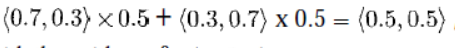 ⟨0.7, 0.3⟩ × 0.5 + ⟨0.3, 0.7⟩ x 0.5 = ⟨0.5, 0.5⟩